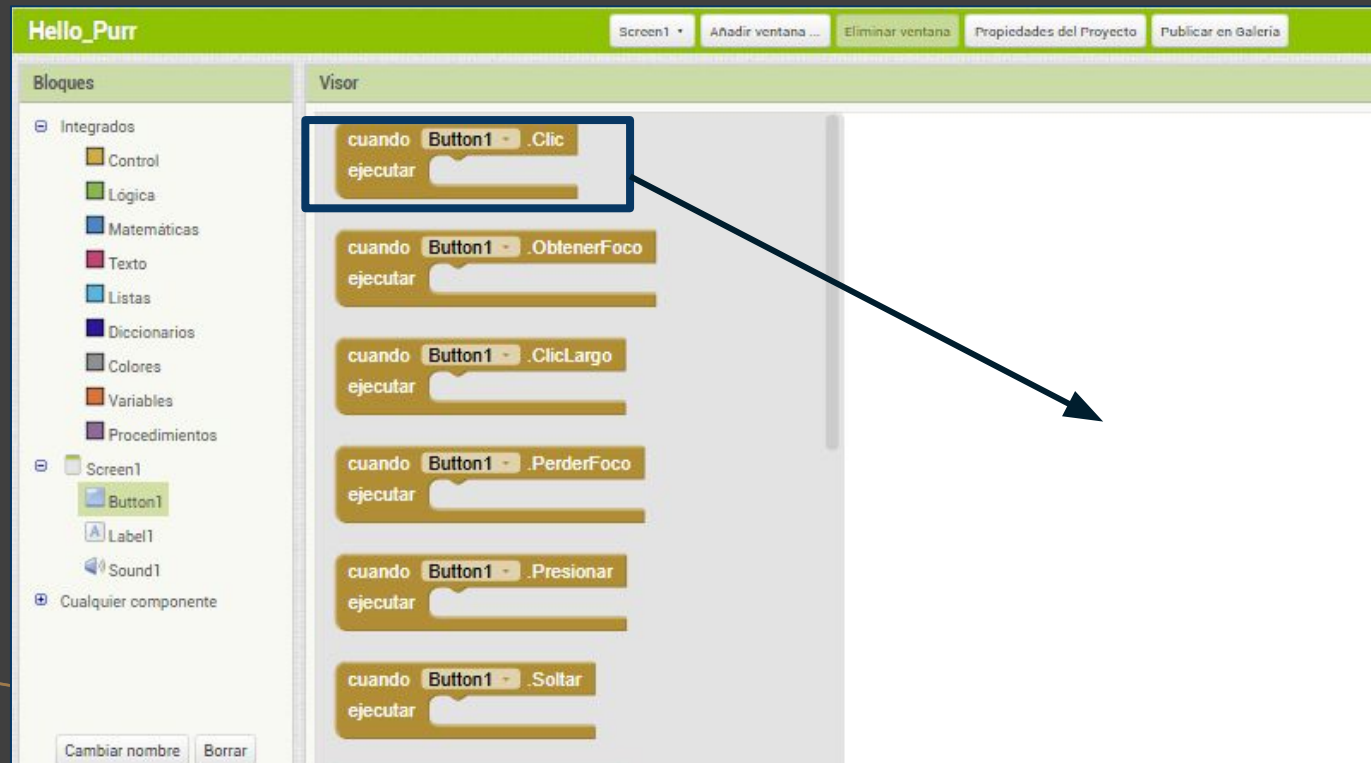 Hello_Purr
Screen1 Añadir ventana ... Eliminar ventana Propiedades del Proyecto Publicar en Galería
Bloques
Integrados
Control
Lógica
Matemáticas
Texto
Listas
Diccionarios
Colores
Variables
Procedimientos
Screen1
Button1
Label1
Sound1
Cualquier componente
Cambiar nombre Borrar
Visor
cuando Button1 .Clic
ejecutar
cuando Button1 .ObtenerFoco
ejecutar
cuando Button1 .ClicLargo
ejecutar
cuando Button1 .PerderFoco
ejecutar
cuando Button1 .Presionar
ejecutar
cuando Button1 .Soltar
ejecutar